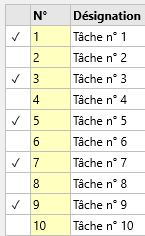 N° Désignation
✓ 1 Tâche n° 1
2 Tâche n° 2
✓ 3 Tâche n° 3
4 Tâche n° 4
✓ 5 Tâche n° 5
6 Tâche n° 6
✓ 7 Tâche n° 7
8 Tâche n° 8
✓ 9 Tâche n° 9
10 Tâche n° 10